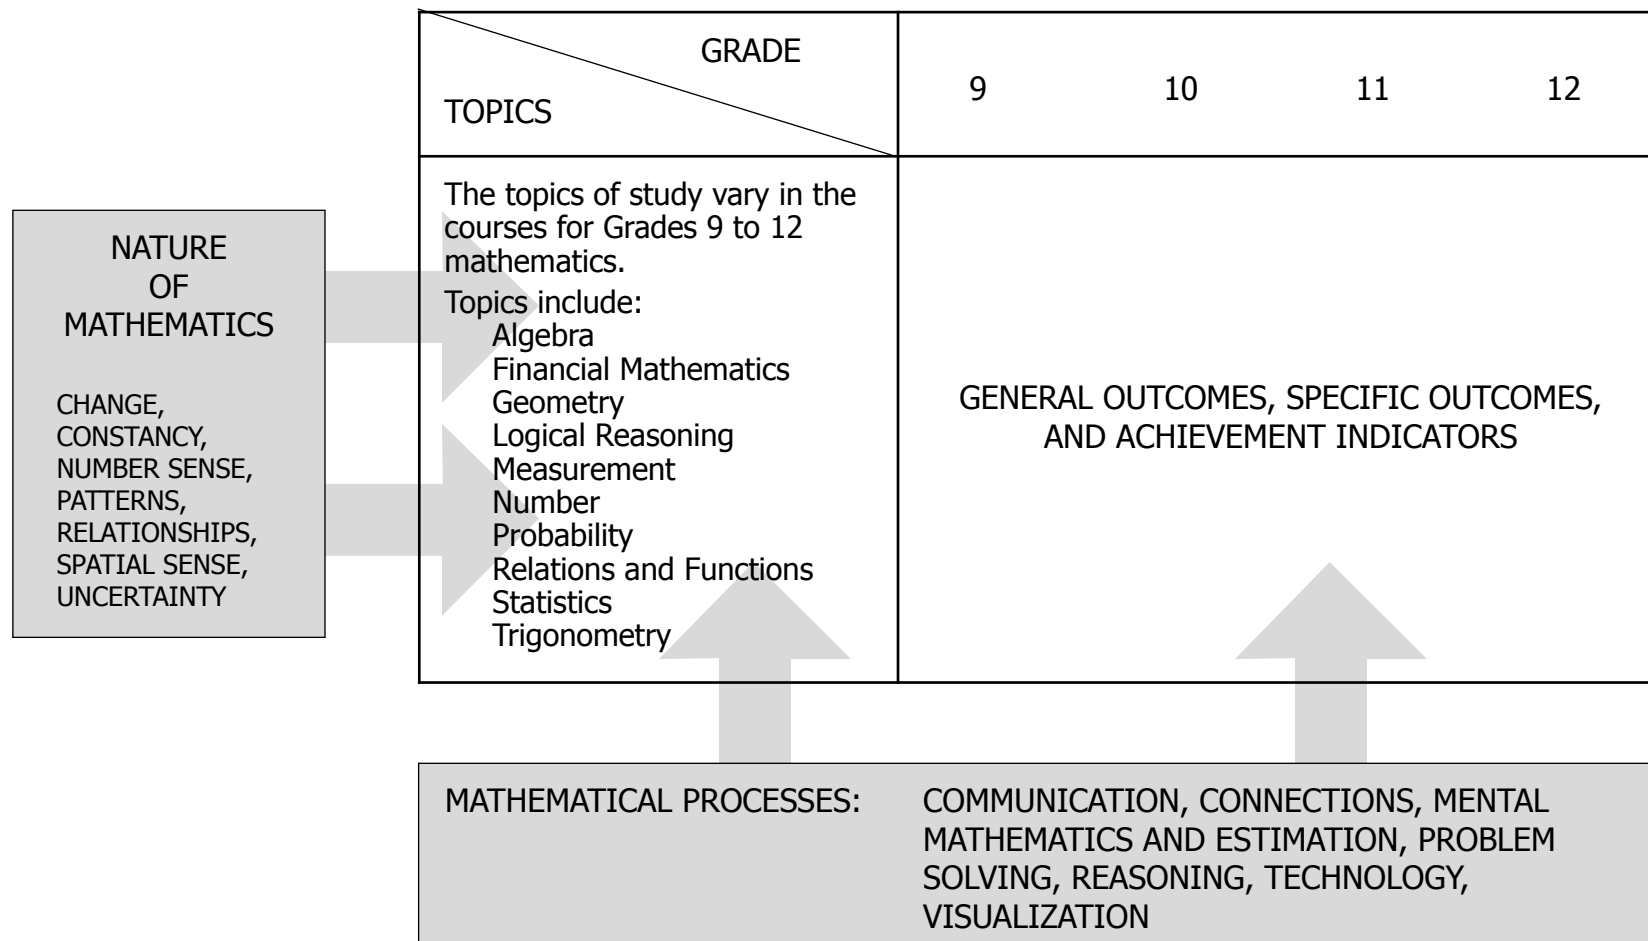 GRADE
TOPICS
9 10 11 12
NATURE
OF
MATHEMATICS
CHANGE,
CONSTANCY,
NUMBER SENSE,
PATTERNS,
RELATIONSHIPS,
SPATIAL SENSE,
UNCERTAINTY
The topics of study vary in the
courses for Grades 9 to 12
mathematics.
Topics include:
Algebra
Financial Mathematics
Geometry
Logical Reasoning
Measurement
Number
Probability
Relations and Functions
Statistics
Trigonometry
GENERAL OUTCOMES, SPECIFIC OUTCOMES,
AND ACHIEVEMENT INDICATORS
MATHEMATICAL PROCESSES:
COMMUNICATION, CONNECTIONS, MENTAL
MATHEMATICS AND ESTIMATION, PROBLEM
SOLVING, REASONING, TECHNOLOGY,
VISUALIZATION